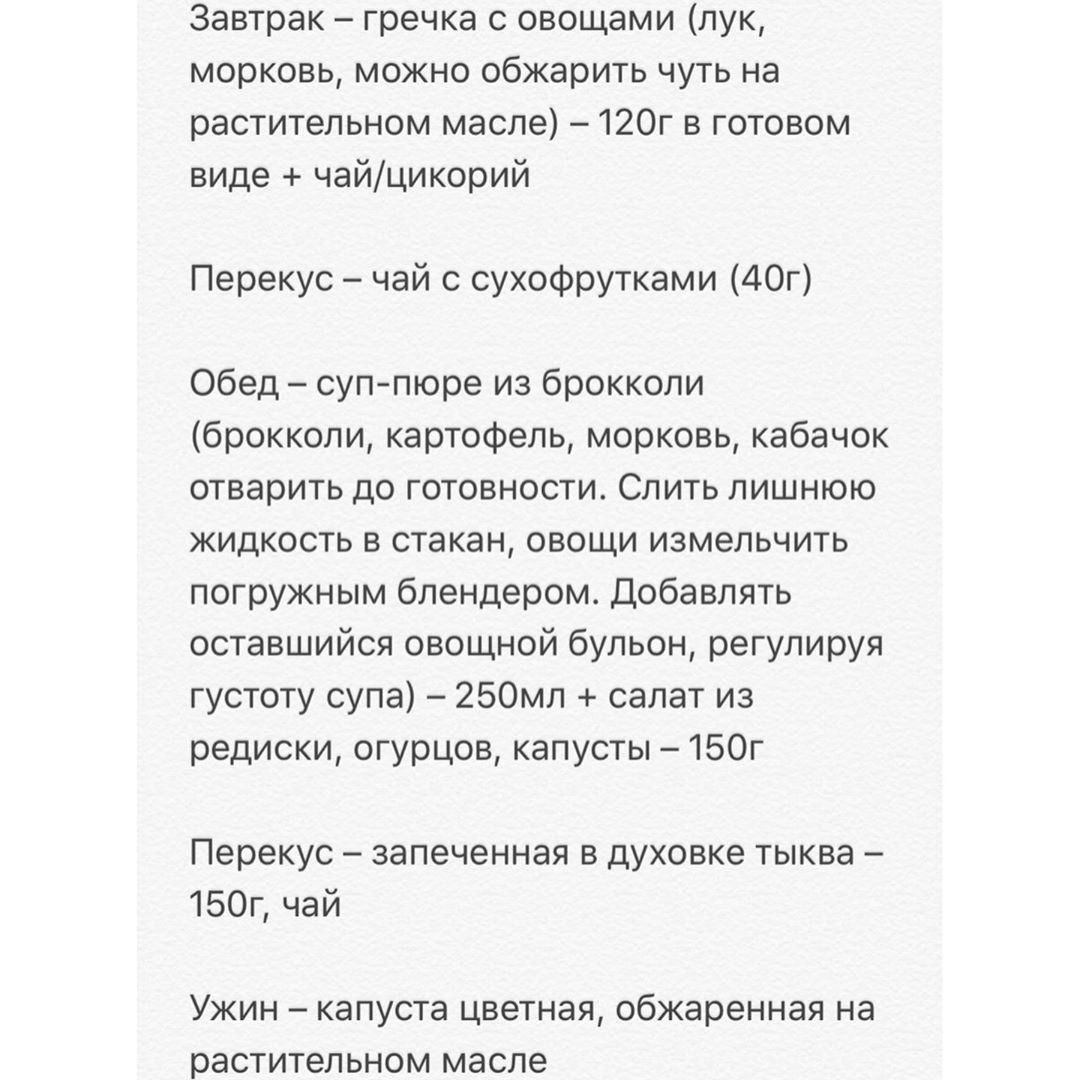 Завтрак – гречка с овощами (лук,
морковь, можно обжарить чуть на
растительном масле) – 120г в готовом
виде + чай/цикорий
Перекус – чай с сухофрутками (40г)
Обед – суп-пюре из брокколи
(брокколи, картофель, морковь, кабачок
отварить до готовности. Слить лишнюю
жидкость в стакан, овощи измельчить
погружным блендером. Добавлять
оставшийся овощной бульон, регулируя
густоту супа) – 250мл + салат из
редиски, огурцов, капусты – 150г
Перекус – запеченная в духовке тыква –
150г, чай
Ужин – капуста цветная, обжаренная на
растительном масле